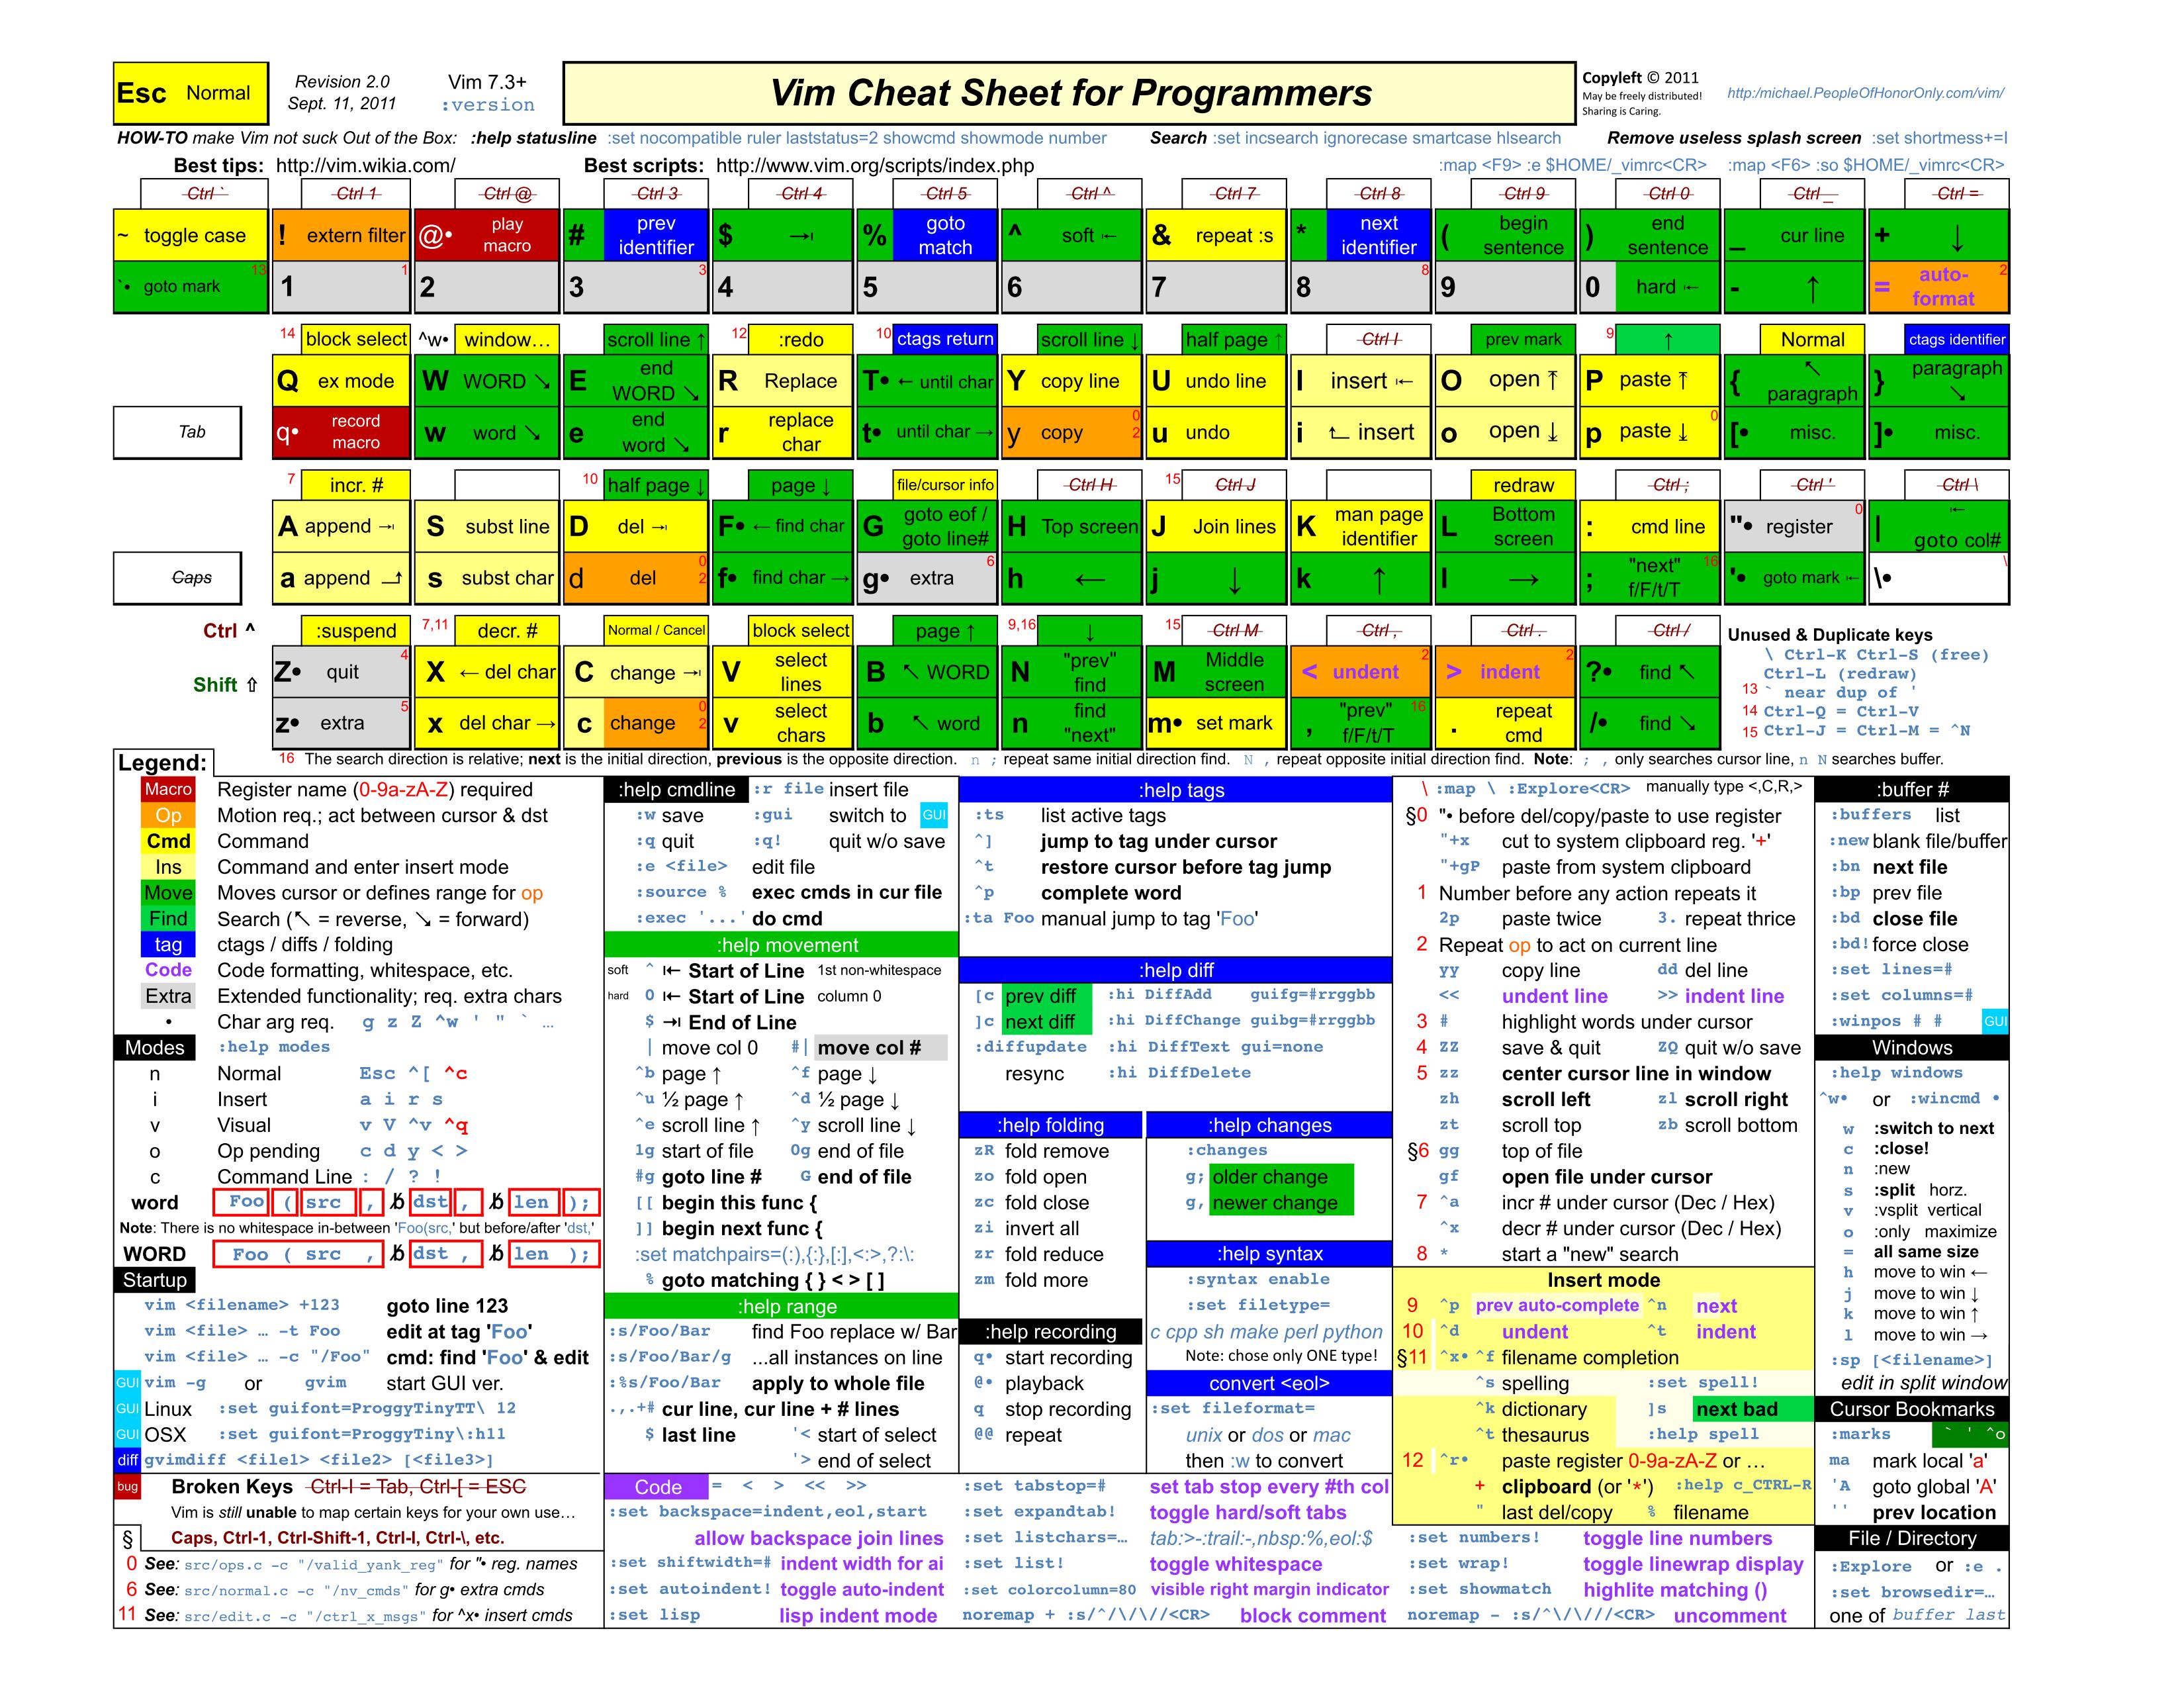 Esc Normal
Revision 2.0
Sept. 11, 2011
Vim 7.3+
:version
Vim Cheat Sheet for Programmers
Copyleft © 2011
May be freely distributed!
Sharing is Caring.
http:/michael.PeopleOfHonorOnly.com/vim/
HOW-TO make Vim not suck Out of the Box: :help statusline :set nocompatible ruler laststatus=2 showcmd showmode number Search :set incsearch ignorecase smartcase hlsearch Remove useless splash screen :set shortmess+=I
Best tips: http://vim.wikia.com/ Best scripts: http://www.vim.org/scripts/index.php :map <F9> :e $HOME/_vimrc<CR> :map <F6> :so $HOME/_vimrc<CR>
Ctrl ` Ctrl 1 Ctrl @ Ctrl 3 Ctrl 4 Ctrl 5 Ctrl ^ Ctrl 7 Ctrl 8 Ctrl 9 Ctrl 0 Ctrl _ Ctrl =
~ toggle case ! extern filter @• play macro # prev identifier $ ⇥ % goto match ^ soft ⇤ & repeat :s * next identifier ( begin sentence ) end sentence _ cur line + ↓
`• goto mark 13 1 1 2 3 3 4 5 6 7 8 8 9 0 hard ⇤ - ↑ = auto-format 2
14 block select ^w• window… scroll line ↑ 12 :redo 10 ctags return scroll line ↓ half page ↑ Ctrl I prev mark 9 ↑ Normal ctags identifier
Q ex mode W WORD ↘ E end WORD ↘ R Replace T• ← until char Y copy line U undo line I insert ⇤ O open ⤒ P paste ⤒ { ↖ paragraph } paragraph ↘
Tab q• record macro w word ↘ e end word ↘ r replace char t• until char → y copy 0 2 u undo i insert o open ⤓ p paste ⤓ 0 [• misc. ]• misc.
7 incr. # 10 half page ↓ page ↓ file/cursor info Ctrl H 15 Ctrl J redraw Ctrl ; Ctrl ' Ctrl \
A append ⇥ S subst line D del ⇥ F• ← find char G goto eof / goto line# H Top screen J Join lines K man page identifier L Bottom screen : cmd line "• register 0 | ⇤ goto col#
Caps a append s subst char d del 0 2 f• find char → g• extra 6 h ← j ↓ k ↑ l → ; "next" f/F/t/T 16 '• goto mark ⇤ \• \
Ctrl ^ :suspend 7,11 decr. # Normal / Cancel block select page ↑ 9,16 ↓ 15 Ctrl M Ctrl , Ctrl . Ctrl /
Shift ⇧ Z• quit 4 X ← del char C change ⇥ V select lines B ↖ WORD N "prev" find M Middle screen < undent 2 > indent 2 ?• find ↖
z• extra 5 x del char → c change 0 2 v select chars b ↖ word n find "next" m• set mark , "prev" f/F/t/T 16 . repeat cmd /• find ↘
Unused & Duplicate keys
\ Ctrl-K Ctrl-S (free)
Ctrl-L (redraw)
13 ` near dup of '
14 Ctrl-Q = Ctrl-V
15 Ctrl-J = Ctrl-M = ^N
16 The search direction is relative; next is the initial direction, previous is the opposite direction. n ; repeat same initial direction find. N , repeat opposite initial direction find. Note: ; , only searches cursor line, n N searches buffer.
Legend:
Macro Register name (0-9a-zA-Z) required
Op Motion req.; act between cursor & dst
Cmd Command
Ins Command and enter insert mode
Move Moves cursor or defines range for op
Find Search (↖ = reverse, ↘ = forward)
tag ctags / diffs / folding
Code Code formatting, whitespace, etc.
Extra Extended functionality; req. extra chars
• Char arg req. g z Z ^w ' " ` …
Modes :help modes
n Normal Esc ^[ ^c
i Insert a i r s
v Visual v V ^v ^q
o Op pending c d y < >
c Command Line : / ? !
word Foo ( src , b dst , b len );
Note: There is no whitespace in-between 'Foo(src,' but before/after 'dst,'
WORD Foo ( src , b dst , b len );
Startup
vim <filename> +123 goto line 123
vim <file> … -t Foo edit at tag 'Foo'
vim <file> … -c "/Foo" cmd: find 'Foo' & edit
GUI vim -g or gvim start GUI ver.
GUI Linux :set guifont=ProggyTinyTT\ 12
GUI OSX :set guifont=ProggyTiny\:h11
diff gvimdiff <file1> <file2> [<file3>]
bug Broken Keys Ctrl-I = Tab, Ctrl-[ = ESC
Vim is still unable to map certain keys for your own use…
§ Caps, Ctrl-1, Ctrl-Shift-1, Ctrl-I, Ctrl-\, etc.
0 See: src/ops.c -c "/valid_yank_reg" for "• reg. names
6 See: src/normal.c -c "/nv_cmds" for g• extra cmds
11 See: src/edit.c -c "/ctrl_x_msgs" for ^x• insert cmds
:help cmdline :r file insert file
:w save :gui switch to GUI
:q quit :q! quit w/o save
:e <file> edit file
:source % exec cmds in cur file
:exec '...' do cmd
:help movement
soft ^ ⇤ Start of Line 1st non-whitespace
hard 0 ⇤ Start of Line column 0
$ ⇥ End of Line
| move col 0 #| move col #
^b page ↑ ^f page ↓
^u ½ page ↑ ^d ½ page ↓
^e scroll line ↑ ^y scroll line ↓
1g start of file 0g end of file
#g goto line # G end of file
[[ begin this func {
]] begin next func {
:set matchpairs=(:),{:},[:],<:>,?:\:
% goto matching { } < > [ ]
:help range
:s/Foo/Bar find Foo replace w/ Bar
:s/Foo/Bar/g ...all instances on line
:%s/Foo/Bar apply to whole file
.,.+# cur line, cur line + # lines
$ last line '< start of select
'> end of select
:help tags
:ts list active tags
^] jump to tag under cursor
^t restore cursor before tag jump
^p complete word
:ta Foo manual jump to tag 'Foo'
:help diff
[c prev diff :hi DiffAdd guifg=#rrggbb
]c next diff :hi DiffChange guibg=#rrggbb
:diffupdate :hi DiffText gui=none
resync :hi DiffDelete
:help folding
zR fold remove
zo fold open
zc fold close
zi invert all
zr fold reduce
zm fold more
:help recording
q• start recording
@• playback
q stop recording
@@ repeat
:help changes
:changes
g; older change
g, newer change
:help syntax
:syntax enable
:set filetype=
c cpp sh make perl python
Note: chose only ONE type!
convert <eol>
:set fileformat=
unix or dos or mac
then :w to convert
\ :map \ :Explore<CR> manually type <,C,R,>
§0 "• before del/copy/paste to use register
"+x cut to system clipboard reg. '+'
"+gP paste from system clipboard
1 Number before any action repeats it
2p paste twice 3. repeat thrice
2 Repeat op to act on current line
yy copy line dd del line
<< undent line >> indent line
3 # highlight words under cursor
4 ZZ save & quit ZQ quit w/o save
5 zz center cursor line in window
zh scroll left zl scroll right
zt scroll top zb scroll bottom
§6 gg top of file
gf open file under cursor
7 ^a incr # under cursor (Dec / Hex)
^x decr # under cursor (Dec / Hex)
8 * start a "new" search
Insert mode
9 ^p prev auto-complete ^n next
10 ^d undent ^t indent
§11 ^x• ^f filename completion
^s spelling :set spell!
^k dictionary ]s next bad
^t thesaurus :help spell
12 ^r• paste register 0-9a-zA-Z or …
+ clipboard (or '*') :help c_CTRL-R
" last del/copy % filename
:buffer #
:buffers list
:new blank file/buffer
:bn next file
:bp prev file
:bd close file
:bd! force close
:set lines=#
:set columns=#
:winpos # # GUI
Windows
:help windows
^w• or :wincmd •
w :switch to next
c :close!
n :new
s :split horz.
v :vsplit vertical
o :only maximize
= all same size
h move to win ←
j move to win ↓
k move to win ↑
l move to win →
:sp [<filename>]
edit in split window
Cursor Bookmarks
:marks ` ' ^o
ma mark local 'a'
'A goto global 'A'
'' prev location
File / Directory
:Explore or :e .
:set browsedir=…
one of buffer last
Code = < > << >> :set tabstop=# set tab stop every #th col
:set backspace=indent,eol,start :set expandtab! toggle hard/soft tabs
allow backspace join lines :set listchars=… tab:>-:trail:-,nbsp:%,eol:$ :set numbers! toggle line numbers
:set shiftwidth=# indent width for ai :set list! toggle whitespace :set wrap! toggle linewrap display
:set autoindent! toggle auto-indent :set colorcolumn=80 visible right margin indicator :set showmatch highlite matching ()
:set lisp lisp indent mode noremap + :s/^/\/\//<CR> block comment noremap - :s/^\/\///<CR> uncomment